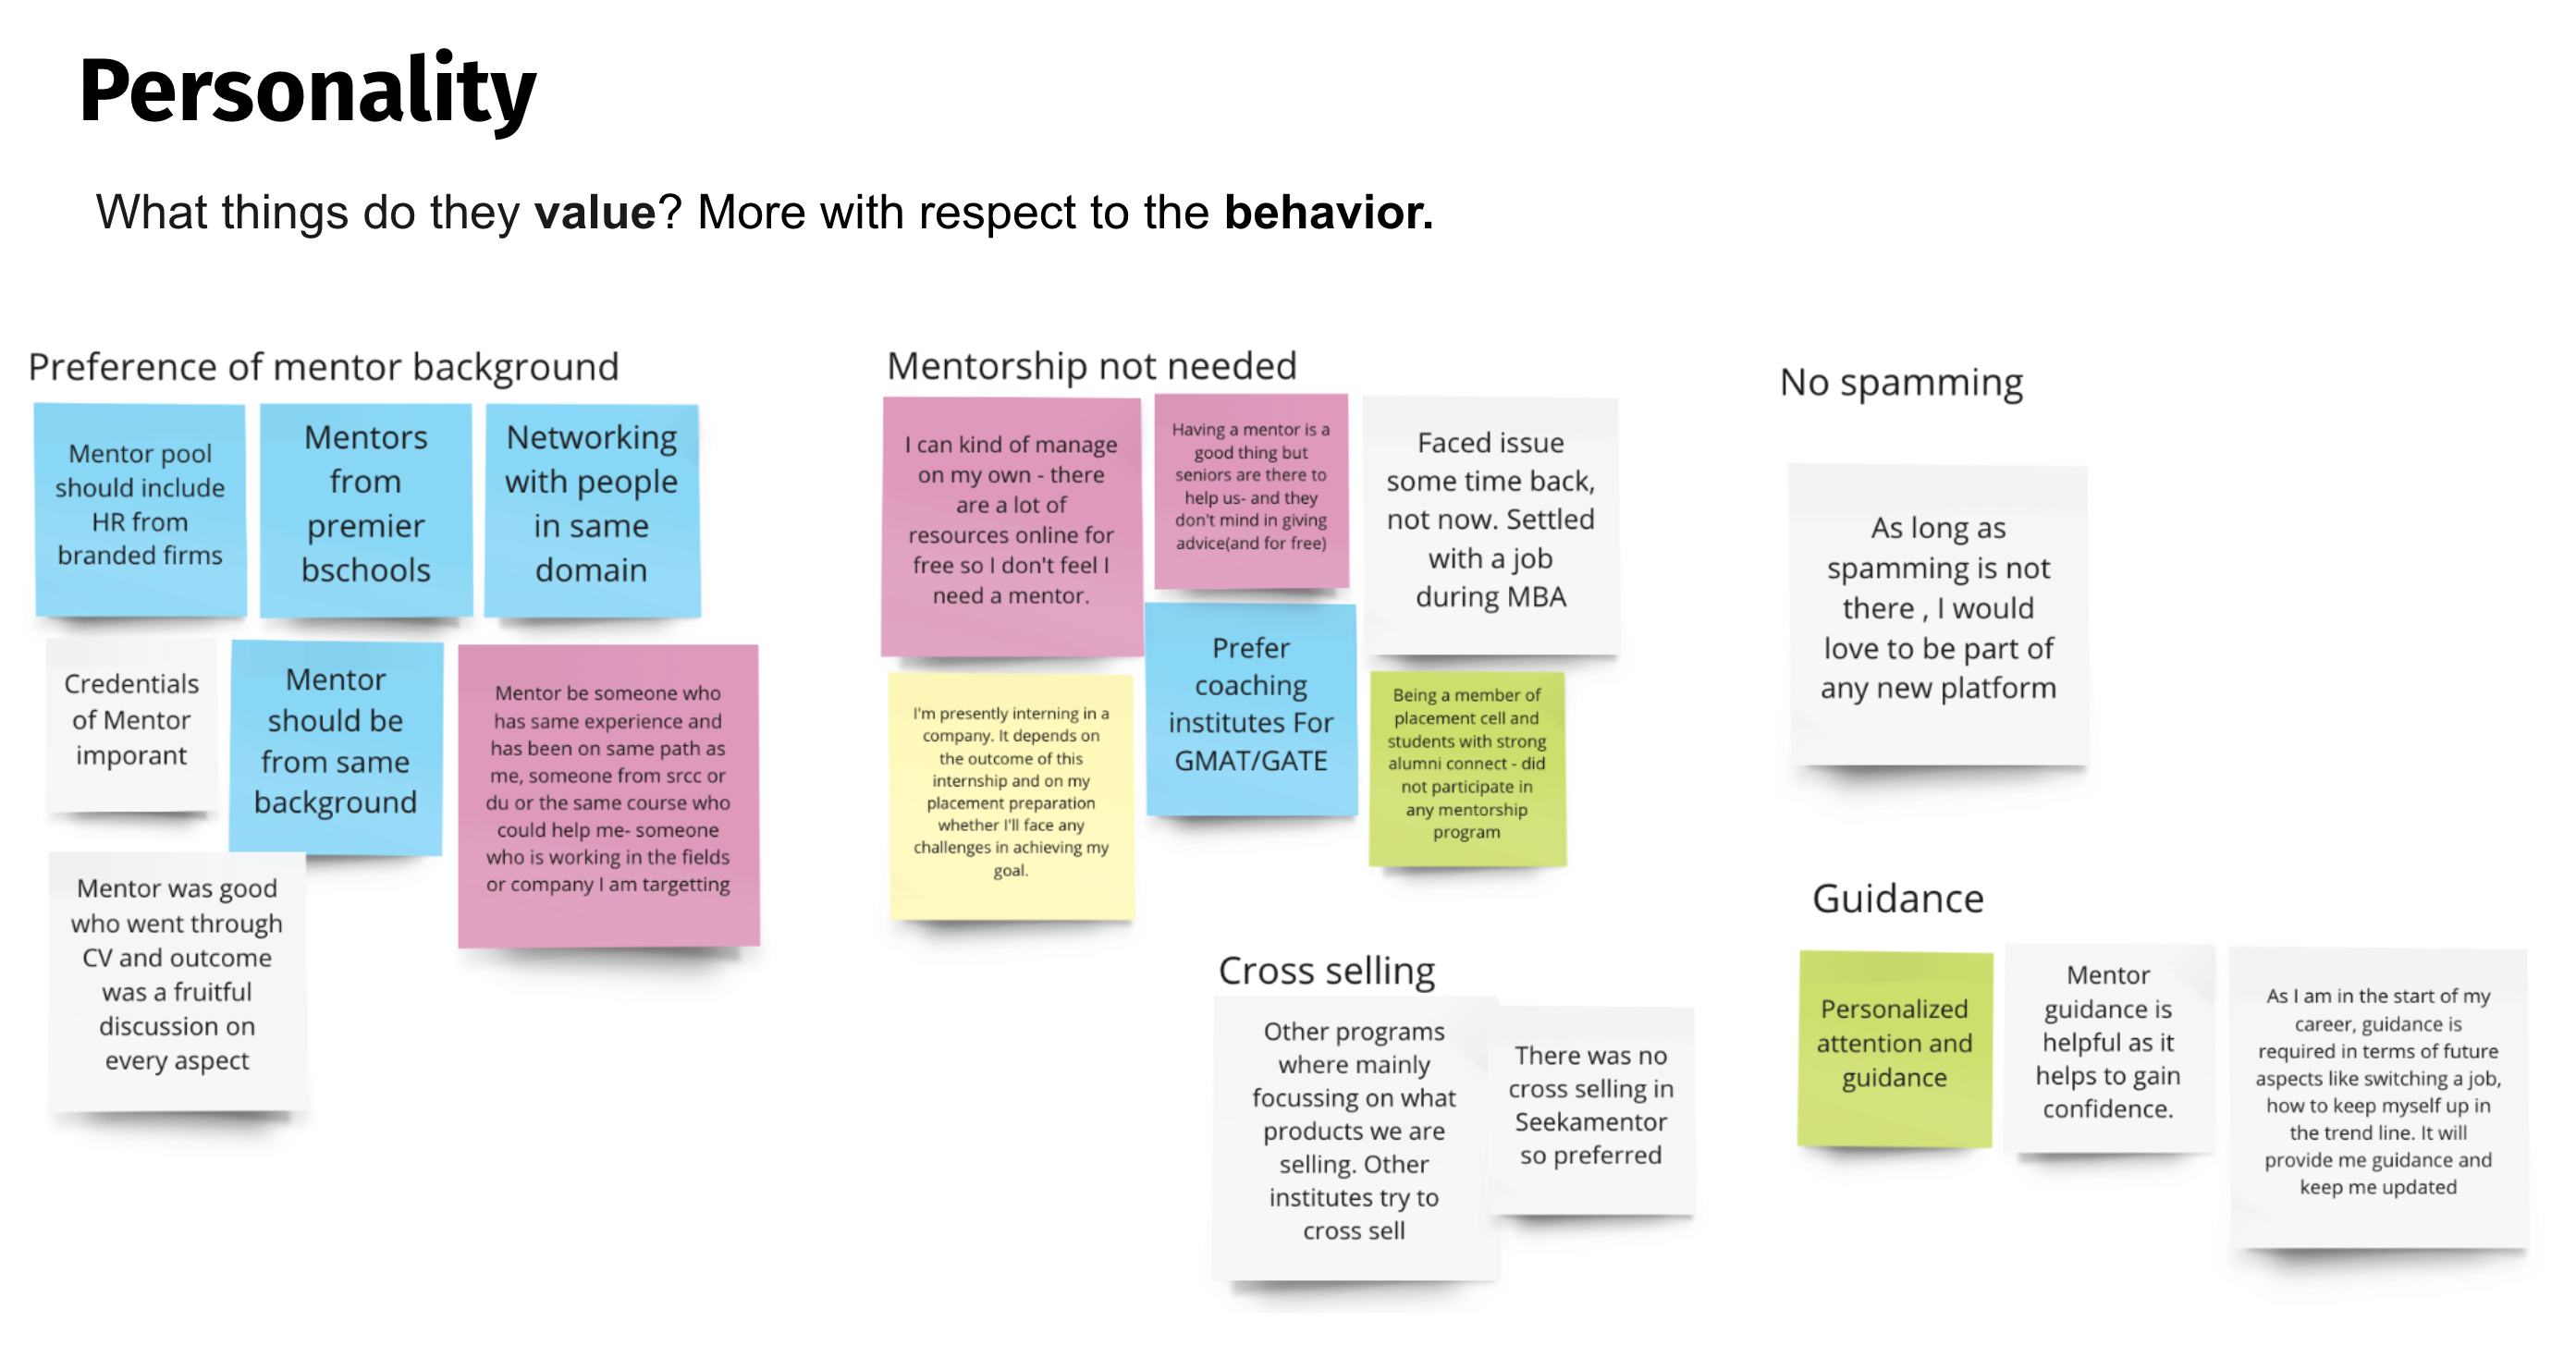 Personality
What things do they value? More with respect to the behavior.
Preference of mentor background
Mentor pool
should include
HR from
branded firms
Mentors
from
premier
bschools
Networking
with people
in same
domain
Credentials
of Mentor
imporant
Mentor
should be
from same
background
Mentor be someone who
has same experience and
has been on same path as
me, someone from srcc or
du or the same course who
could help me- someone
who is working in the fields
or company I am targetting
Mentor was good
who went through
CV and outcome
was a fruitful
discussion on
every aspect
Mentorship not needed
I can kind of manage
on my own - there
are a lot of
resources online for
free so I don't feel I
need a mentor.
Having a mentor is a
good thing but
seniors are there to
help us- and they
don't mind in giving
advice(and for free)
Faced issue
some time back,
not now. Settled
with a job
during MBA
I'm presently interning in a
company. It depends on
the outcome of this
internship and on my
placement preparation
whether I'll face any
challenges in achieving my
goal.
Prefer
coaching
institutes For
GMAT/GATE
Being a member of
placement cell and
students with strong
alumni connect - did
not participate in
any mentorship
program
Cross selling
Other programs
where mainly
focussing on what
products we are
selling. Other
institutes try to
cross sell
There was no
cross selling in
Seekamentor
so preferred
No spamming
As long as
spamming is not
there , I would
love to be part of
any new platform
Guidance
Personalized
attention and
guidance
Mentor
guidance is
helpful as it
helps to gain
confidence.
As I am in the start of my
career, guidance is
required in terms of future
aspects like switching a job,
how to keep myself up in
the trend line. It will
provide me guidance and
keep me updated